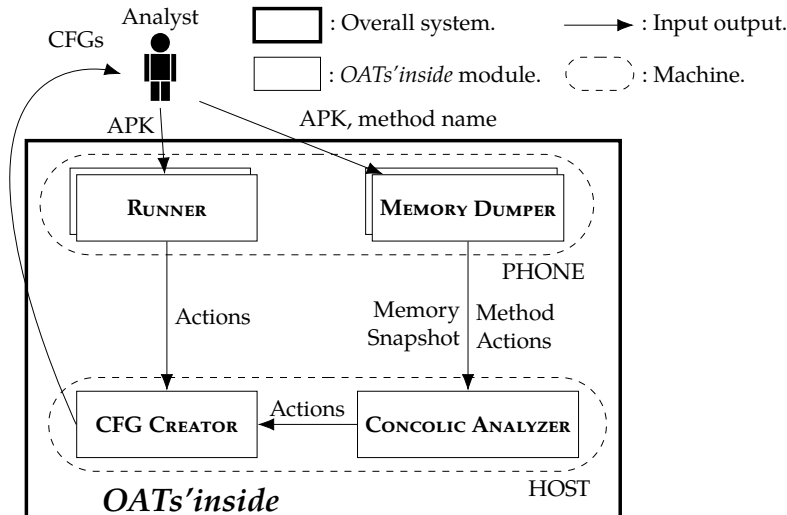 Analyst
CFGs
: Overall system.
: Input output.
: OATs'inside module.
: Machine.
APK
APK, method name
RUNNER
MEMORY DUMPER
PHONE
Actions
Memory
Snapshot
Method
Actions
CFG CREATOR
Actions
CONCOLIC ANALYZER
HOST
OATs'inside